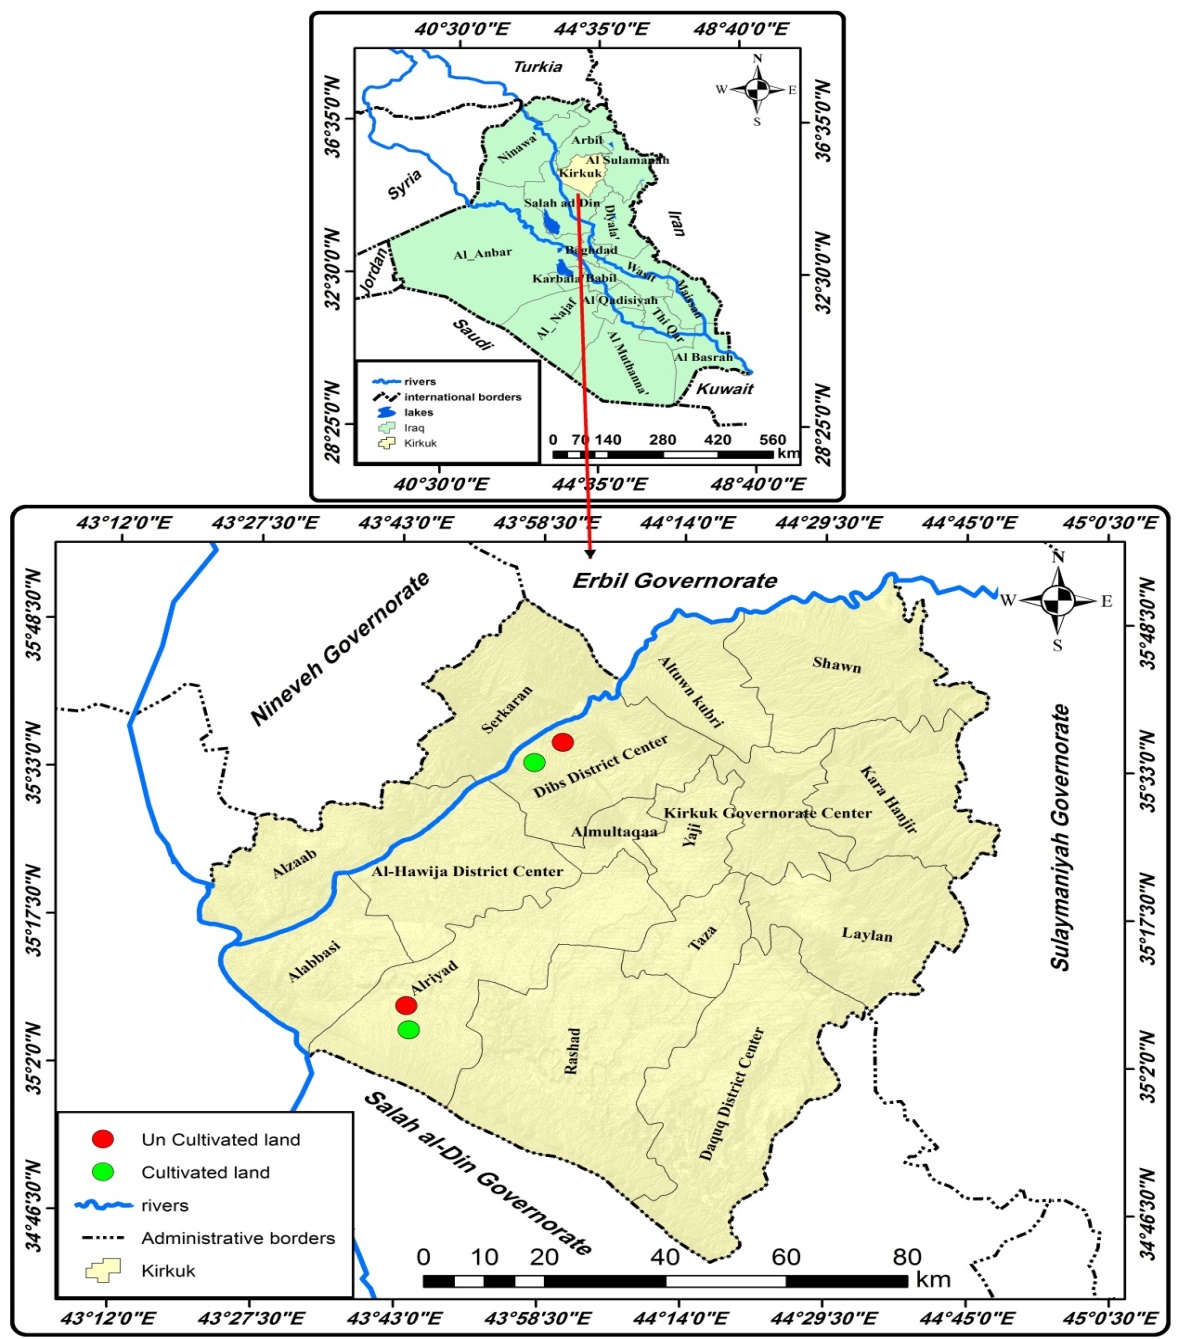 40°30'0"E 44°35'0"E 48°40'0"E
Turkia
N
W E
S
36°35'0"N
36°35'0"N
Ninawa'
Arbil
Al Sulamanah
Kirkuk
Syria
Salah ad Din
Diyala'
Iran
Al_Anbar
Baghdad
Jordan
32°30'0"N
32°30'0"N
Karbala' Babil
Wasit
Maissan
Al Qadisiyah
Al_Najaf
Thi Qar
Saudi
Al Muthanna'
Al Basrah
Kuwait
rivers
international borders
lakes
Iraq
Kirkuk
28°25'0"N
28°25'0"N
0 70 140 280 420 560
km
40°30'0"E 44°35'0"E 48°40'0"E
43°12'0"E 43°27'30"E 43°43'0"E 43°58'30"E 44°14'0"E 44°29'30"E 44°45'0"E 45°0'30"E
Erbil Governorate
N
W E
S
35°48'30"N
35°48'30"N
Nineveh Governorate
Shawn
Altuwn kubri
Serkaran
Sulaymaniyah Governorate
35°33'0"N
35°33'0"N
Dibs District Center
Kara Hanjir
Kirkuk Governorate Center
Almultaqaa
Yaji
Alzaab
Al-Hawija District Center
35°17'30"N
35°17'30"N
Taza
Laylan
Alabbasi
Alriyad
35°2'0"N
35°2'0"N
Rashad
Daquq District Center
Salah al-Din Governorate
Un Cultivated land
Cultivated land
rivers
Administrative borders
Kirkuk
34°46'30"N
34°46'30"N
0 10 20 40 60 80
km
43°12'0"E 43°27'30"E 43°43'0"E 43°58'30"E 44°14'0"E 44°29'30"E 44°45'0"E 45°0'30"E